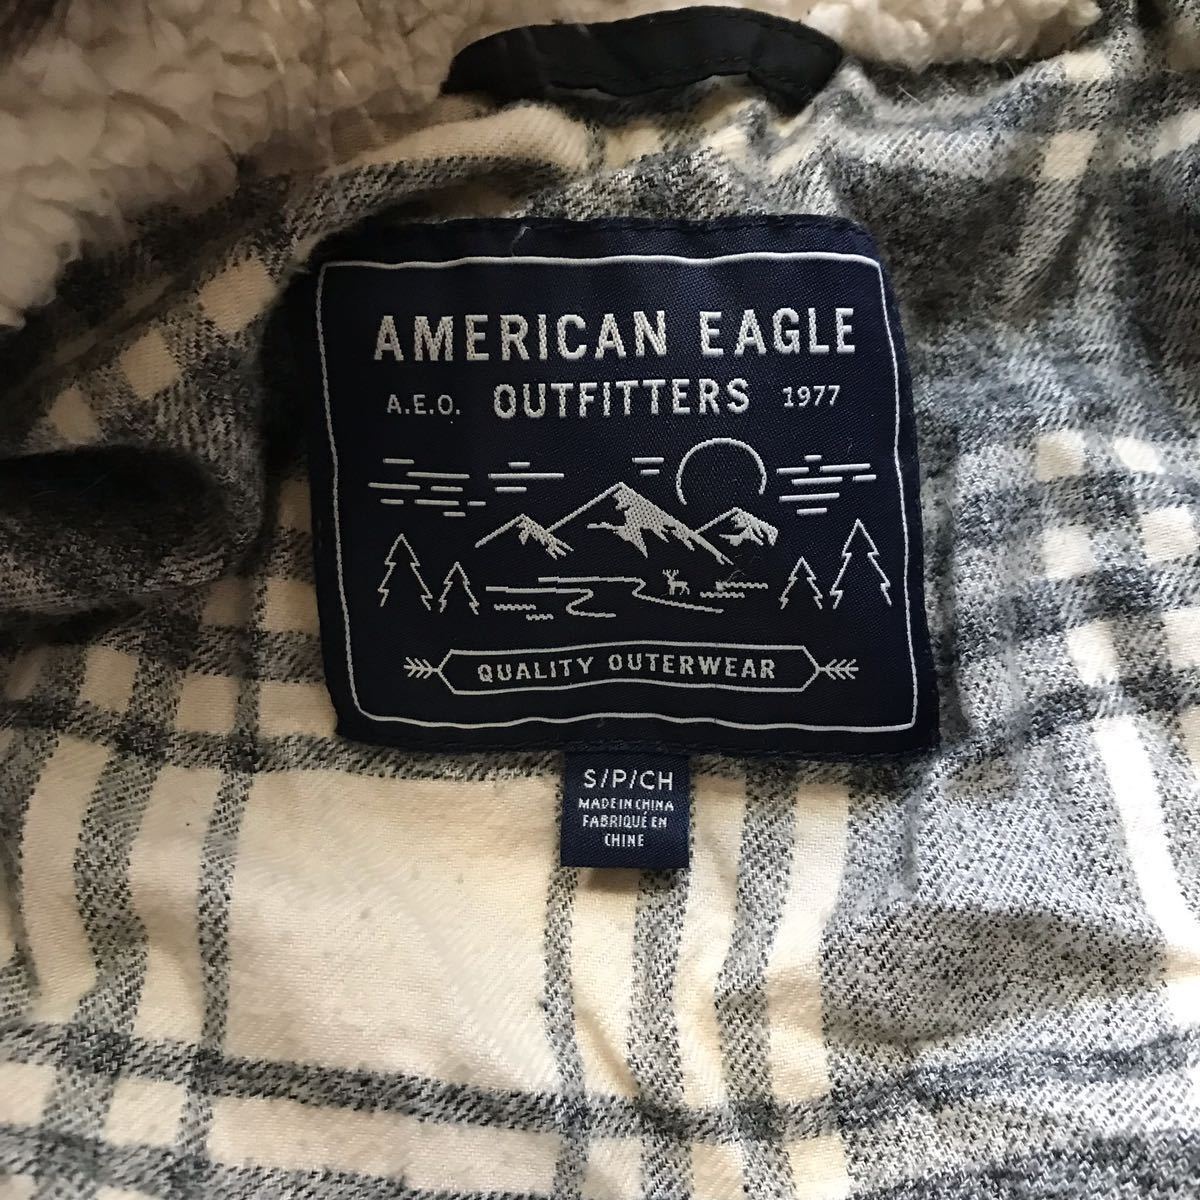 AMERICAN EAGLE
A.E.O. OUTFITTERS 1977
QUALITY OUTERWEAR
S/P/CH
MADE IN CHINA
FABRIQUÉ EN
CHINE